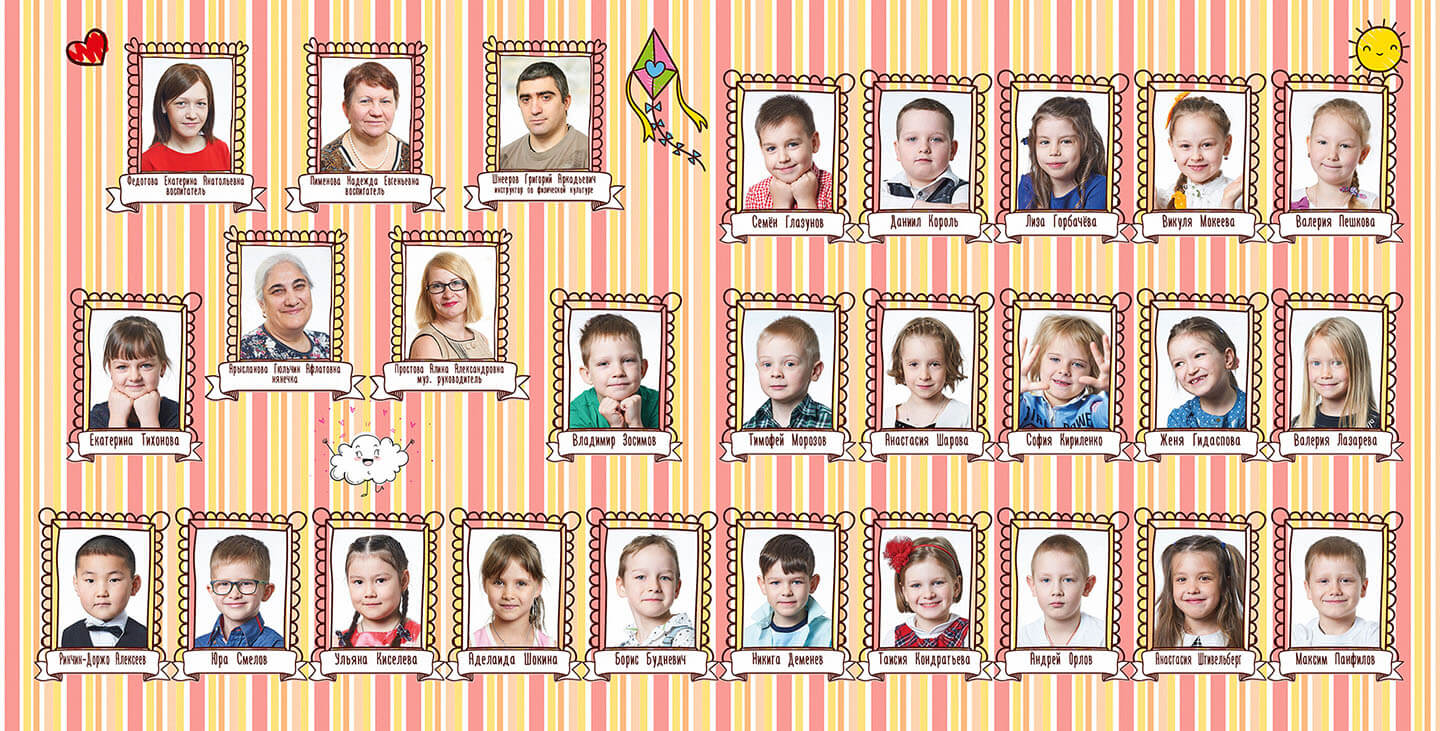 Федотова Екатерина Анатольевна
воспитатель
Пименова Надежда Евгеньевна
воспитатель
Шнееров Григорий Аркадьевич
инструктор по физической культуре
Семён Глазунов
Даниил Король
Лиза Горбачёва
Викуля Мокеева
Валерия Пешкова
Арысланова Гюльчин Афлатовна
нянечка
Простова Алина Александровна
муз. руководитель
Екатерина Тихонова
Владимир Зосимов
Тимофей Морозов
Анастасия Шарова
София Кириленко
Женя Гидаспова
Валерия Лазарева
Ринчин-Доржо Алексеев
Юра Смелов
Ульяна Киселева
Аделаида Шокина
Борис Будневич
Никита Деменев
Таисия Кондратьева
Андрей Орлов
Анастасия Штивельберг
Максим Панфилов